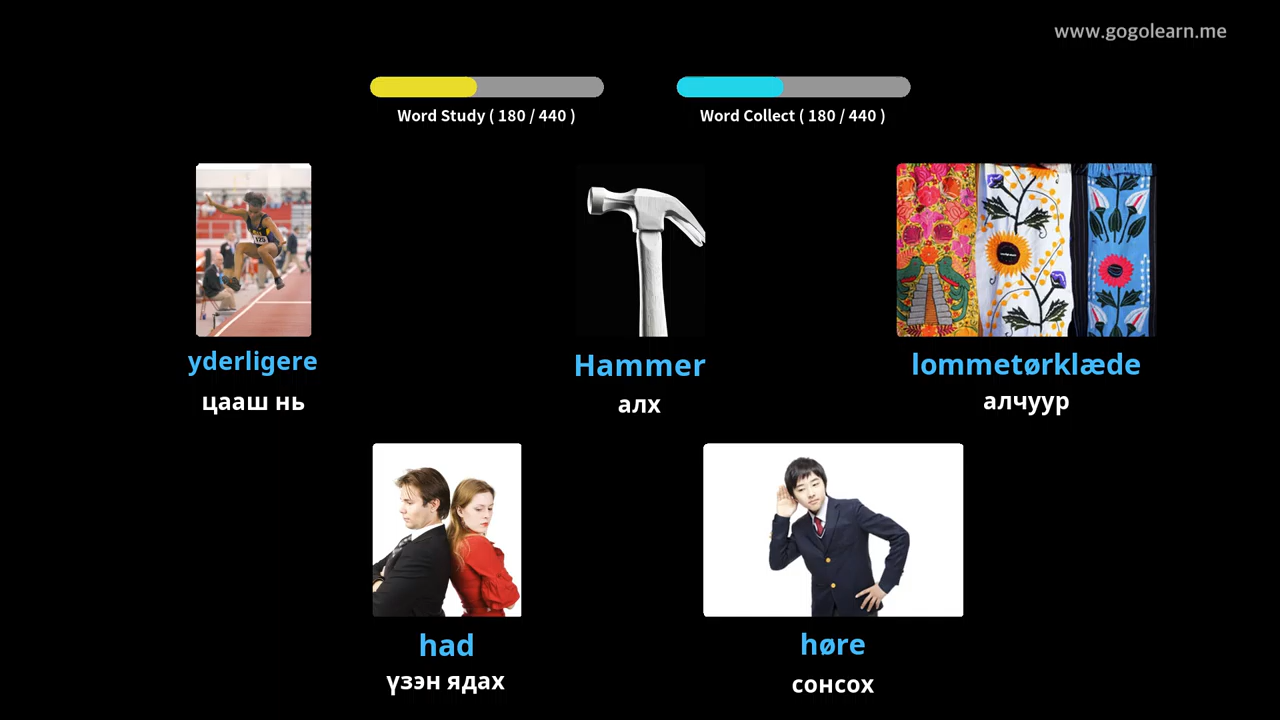 www.gogolearn.me
Word Study ( 180 / 440 )
Word Collect ( 180 / 440 )
yderligere
цааш нь
Hammer
алх
lommetørklæde
алчуур
had
үзэн ядах
høre
сонсох